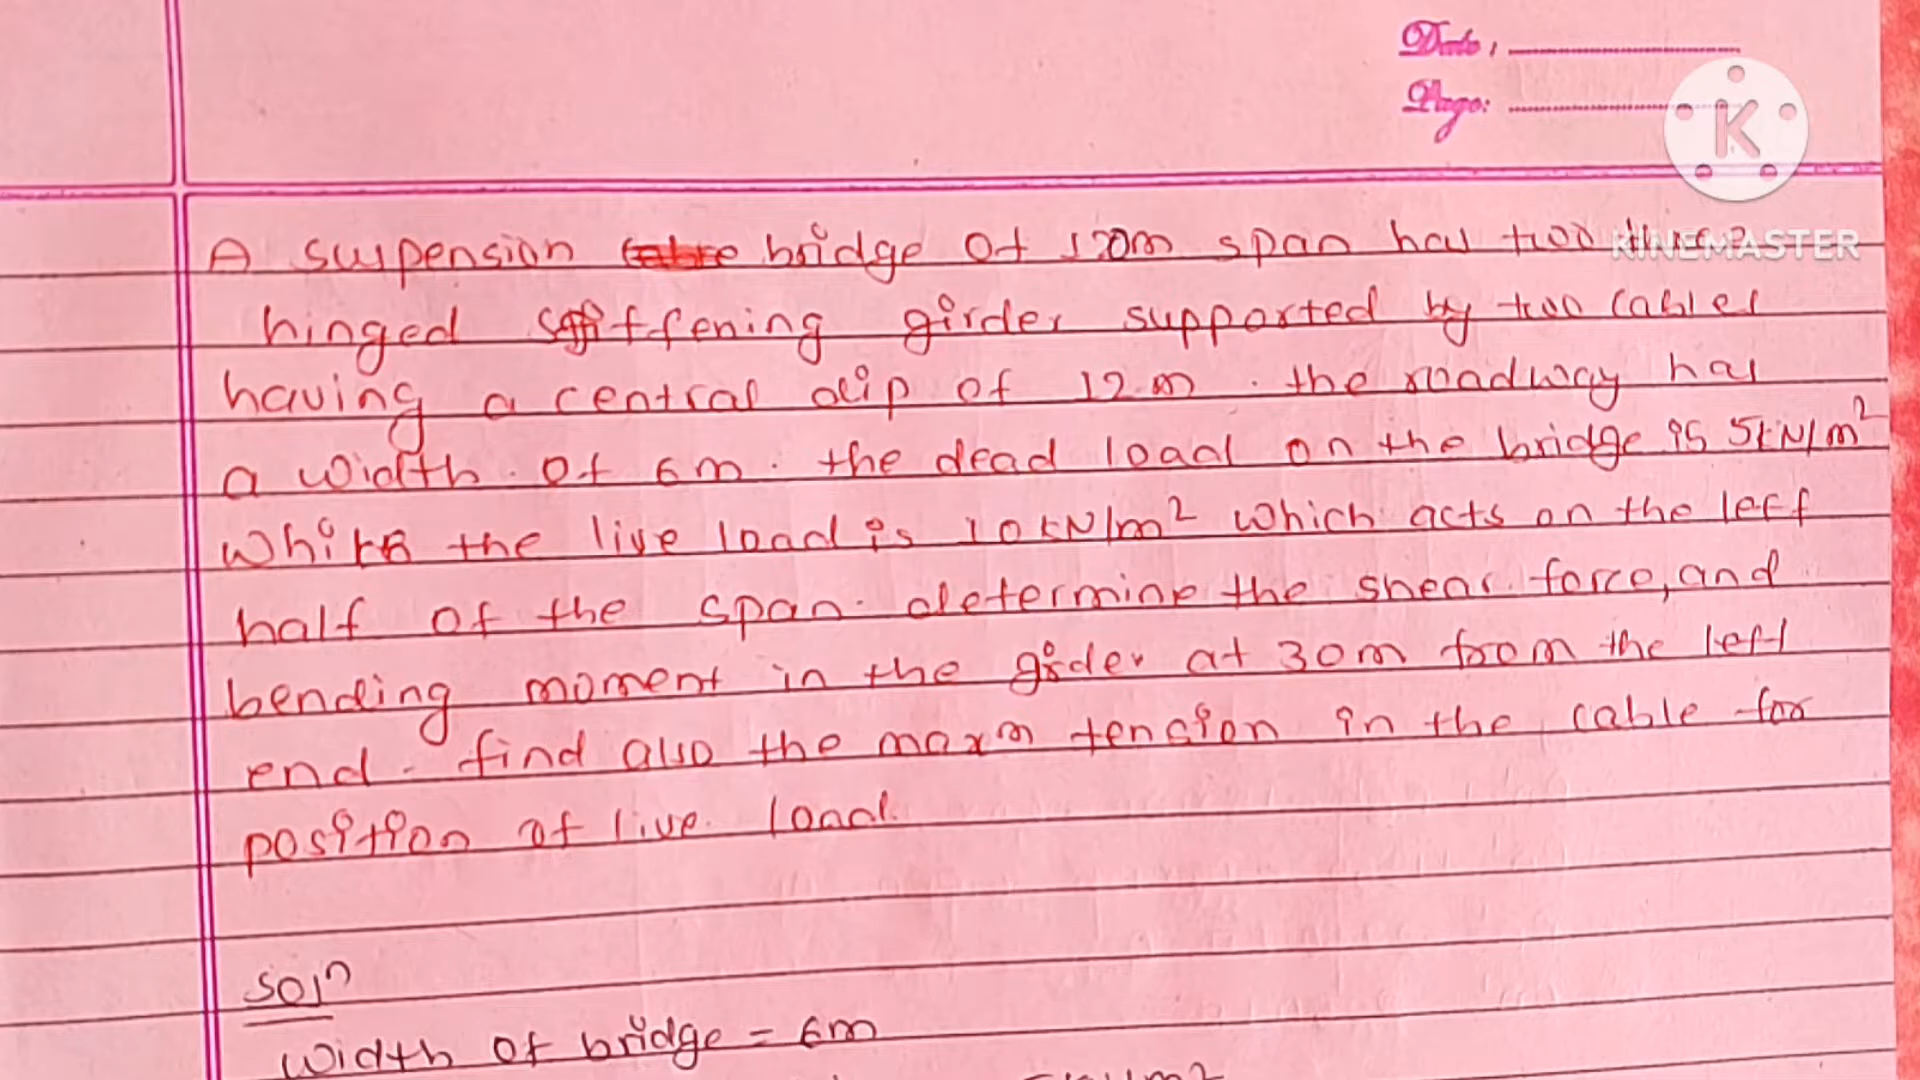 Date:
Page:
K
KINEMASTER
A suspension bridge of 120m span has two three
hinged stiffening girder supported by two cables
having a central dip of 12m. the roadway has
a width of 6m. the dead load on the bridge is 5kN/m²
while the live load is 10kN/m² which acts on the left
half of the span. determine the shear force, and
bending moment in the girder at 30m from the left
end. find also the maxm tension in the cable for
position of live load.
Soln
width of bridge = 6m